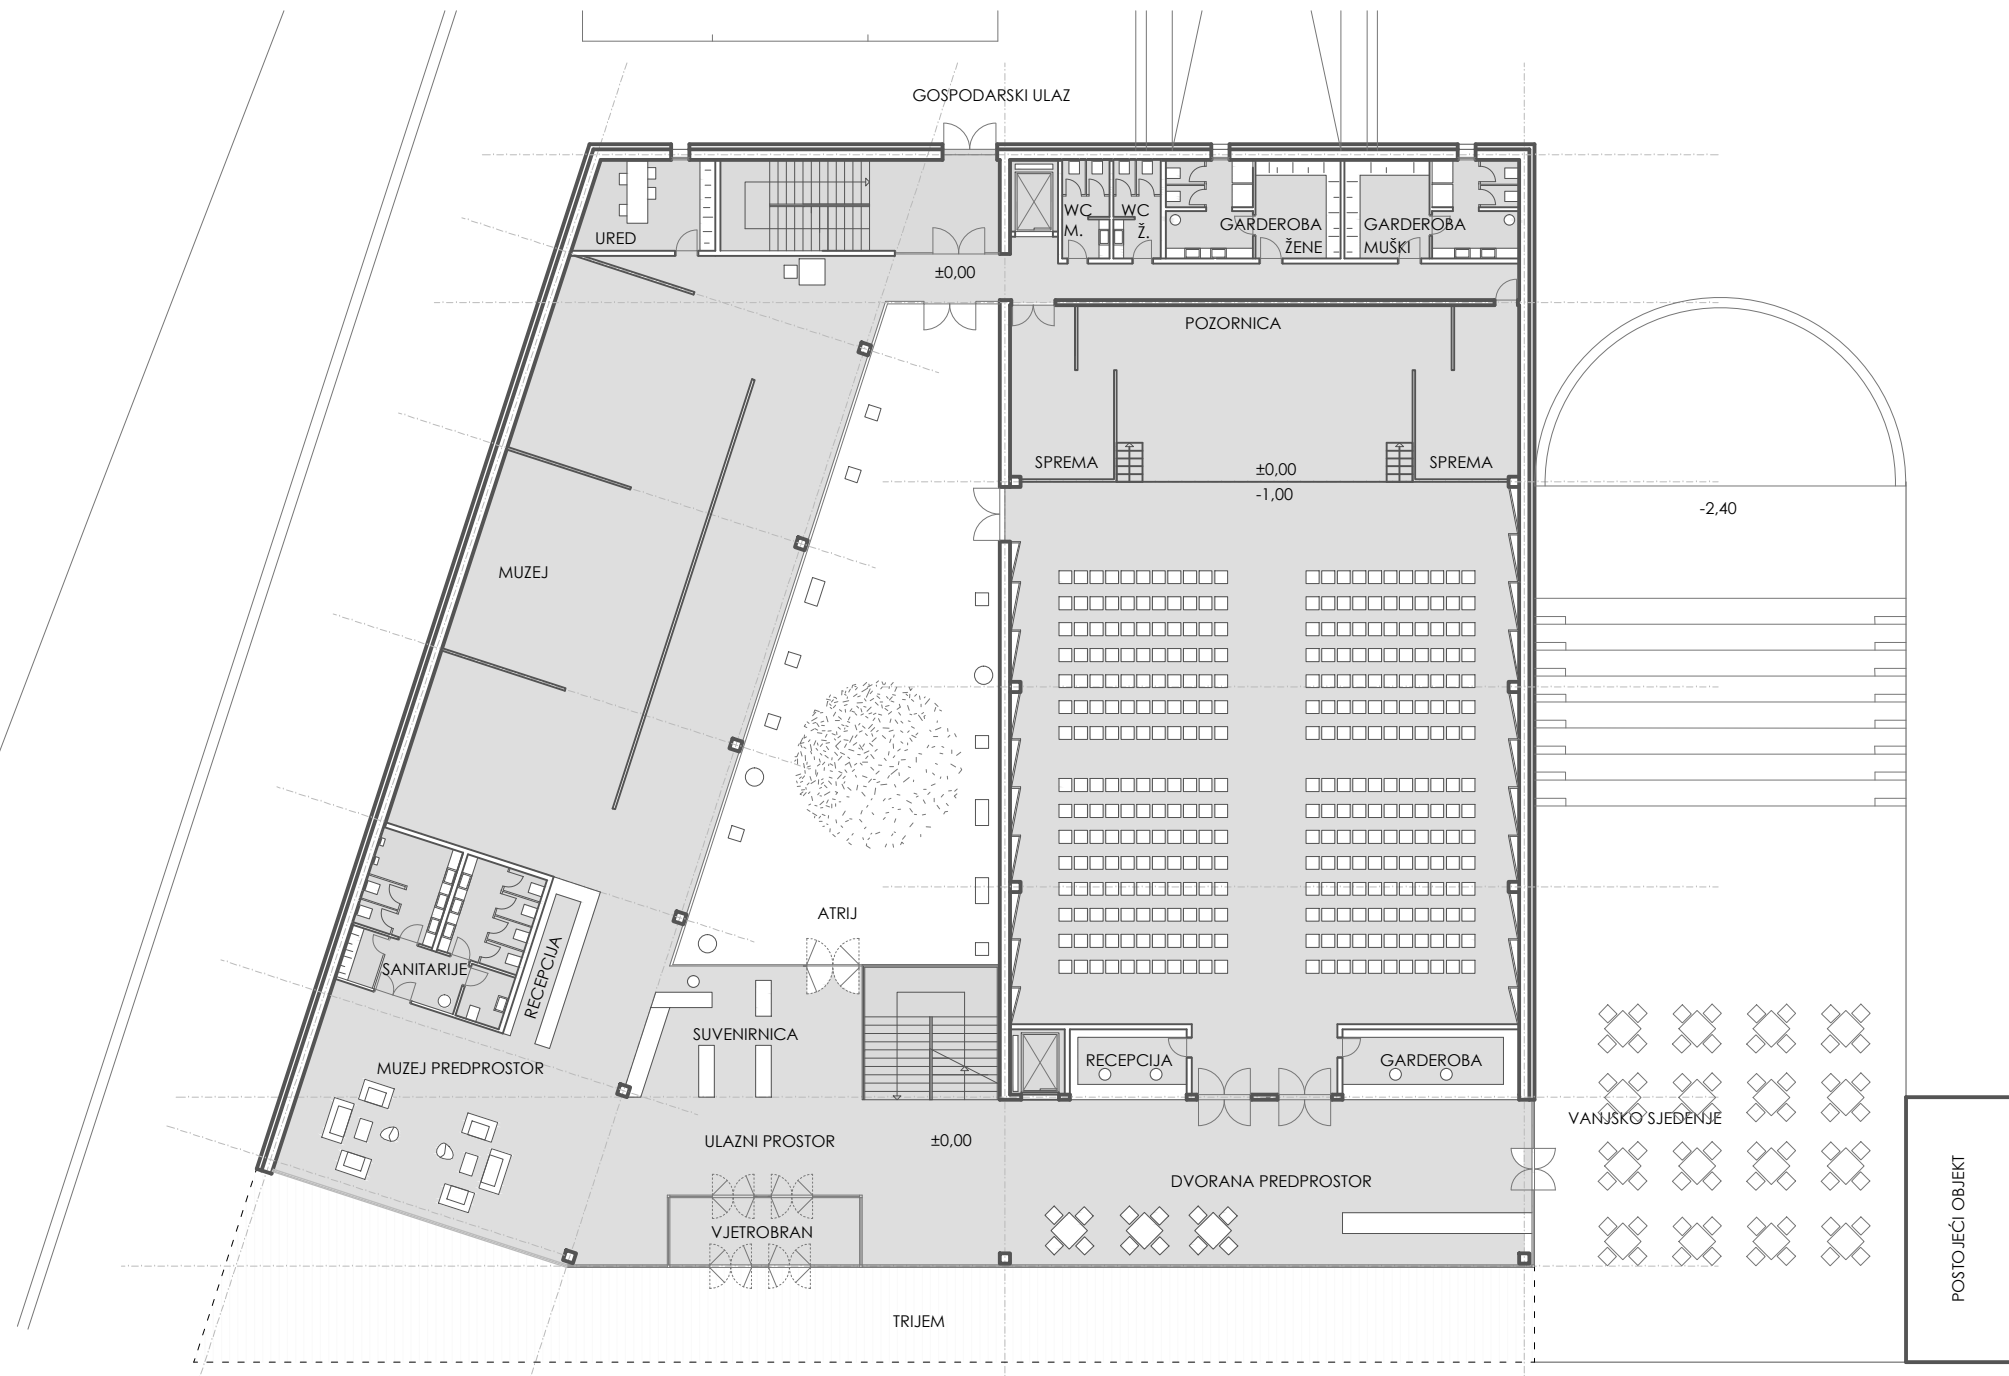 GOSPODARSKI ULAZ
URED
WC
M.
WC
Ž.
GARDEROBA
ŽENE
GARDEROBA
MUŠKI
±0,00
POZORNICA
SPREMA
SPREMA
±0,00
-1,00
-2,40
MUZEJ
ATRIJ
SANITARIJE
RECEPCIJA
SUVENIRNICA
MUZEJ PREDPROSTOR
RECEPCIJA
GARDEROBA
VANJSKO SJEDENJE
ULAZNI PROSTOR
±0,00
DVORANA PREDPROSTOR
VJETROBRAN
POSTOJEĆI OBJEKT
TRIJEM